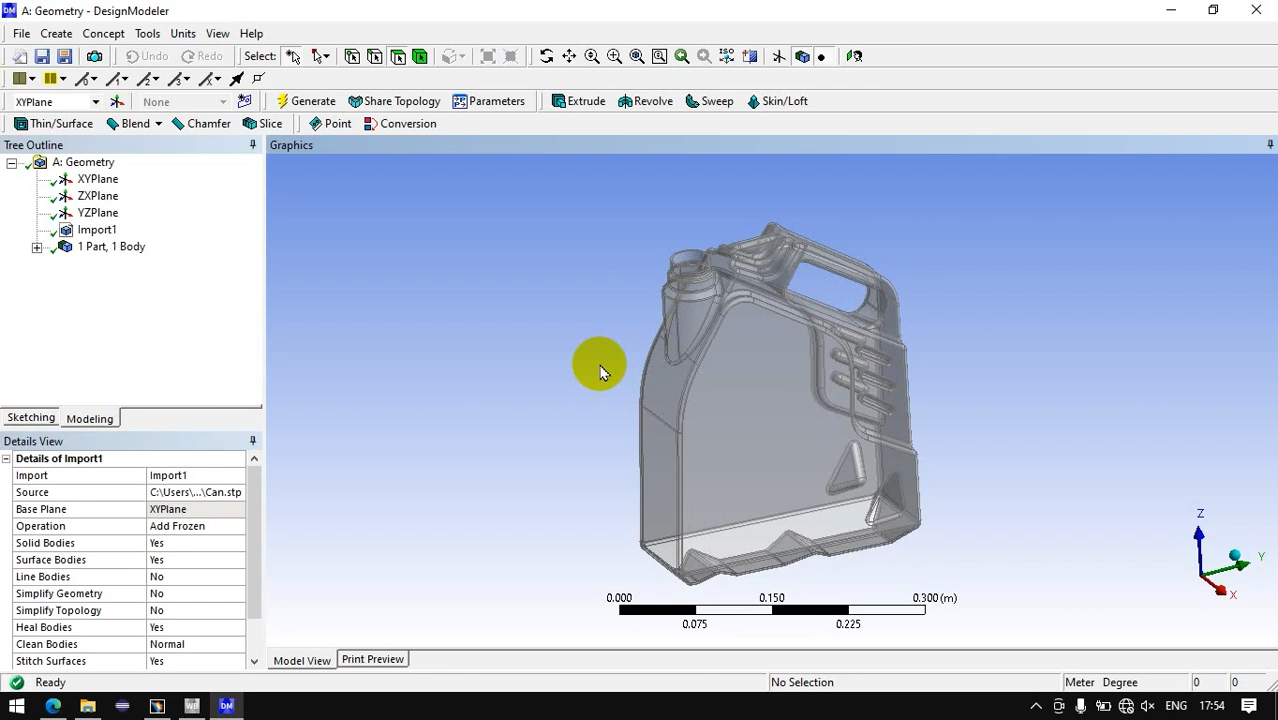 A: Geometry - DesignModeler
File Create Concept Tools Units View Help
Undo Redo Select:
XYPlane None Generate Share Topology Parameters Extrude Revolve Sweep Skin/Loft
Thin/Surface Blend Chamfer Slice Point Conversion
Tree Outline
Graphics
A: Geometry
XYPlane
ZXPlane
YZPlane
Import1
1 Part, 1 Body
Sketching Modeling
Details View
Details of Import1
Import Import1
Source C:\Users\...\Can.stp
Base Plane XYPlane
Operation Add Frozen
Solid Bodies Yes
Surface Bodies Yes
Line Bodies No
Simplify Geometry No
Simplify Topology No
Heal Bodies Yes
Clean Bodies Normal
Stitch Surfaces Yes
0.000 0.150 0.300 (m)
0.075 0.225
Z
Y
X
Model View Print Preview
Ready No Selection Meter Degree 0 0
DM WB DM ENG 17:54